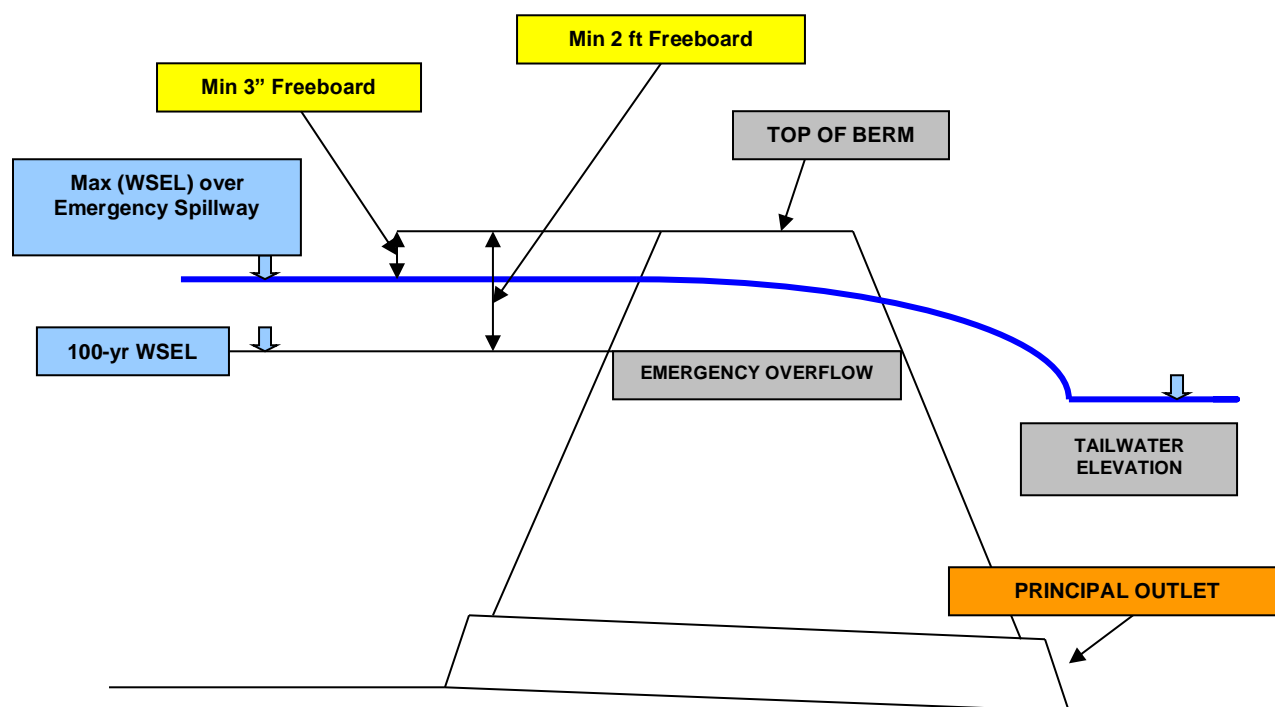 Min 2 ft Freeboard
Min 3” Freeboard
TOP OF BERM
Max (WSEL) over
Emergency Spillway
100-yr WSEL
EMERGENCY OVERFLOW
TAILWATER
ELEVATION
PRINCIPAL OUTLET